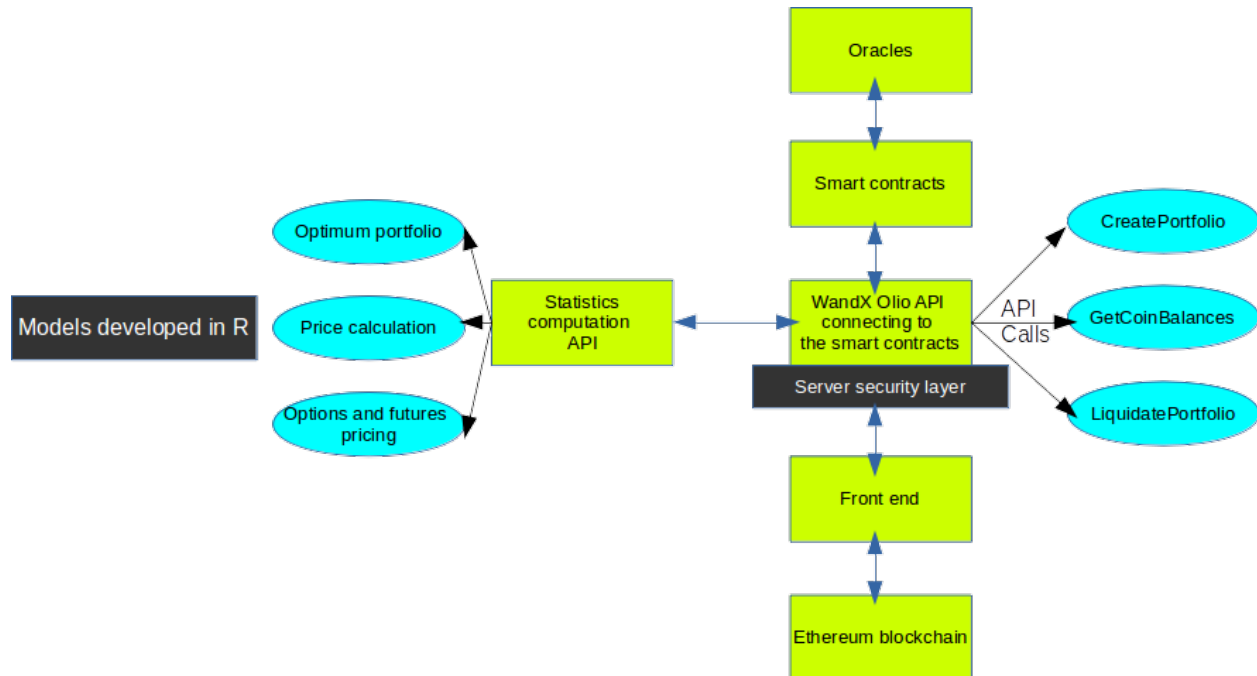 Oracles
Smart contracts
Optimum portfolio
CreatePortfolio
Models developed in R
Price calculation
Statistics
computation
API
WandX Olio API
connecting to
the smart contracts
API
Calls
GetCoinBalances
Server security layer
Options and futures
pricing
LiquidatePortfolio
Front end
Ethereum blockchain